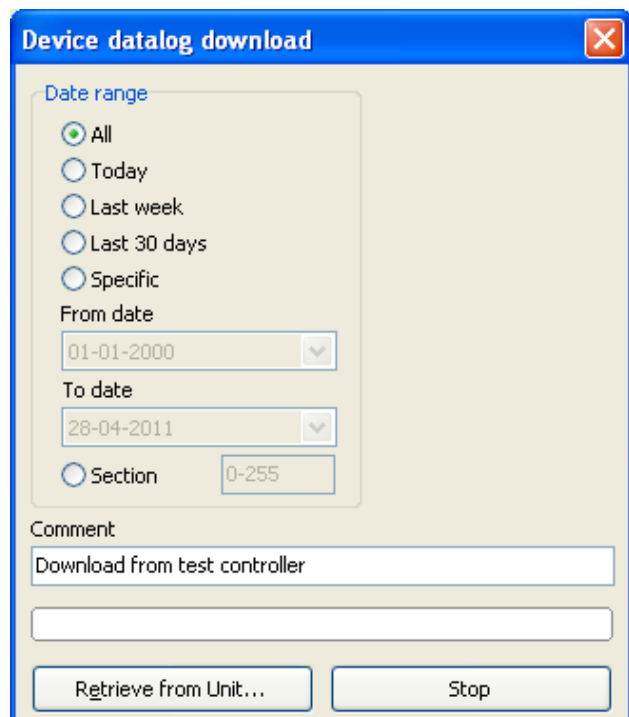 Device datalog download
Date range
All
Today
Last week
Last 30 days
Specific
From date
01-01-2000
To date
28-04-2011
Section 0-255
Comment
Download from test controller
Retrieve from Unit... Stop